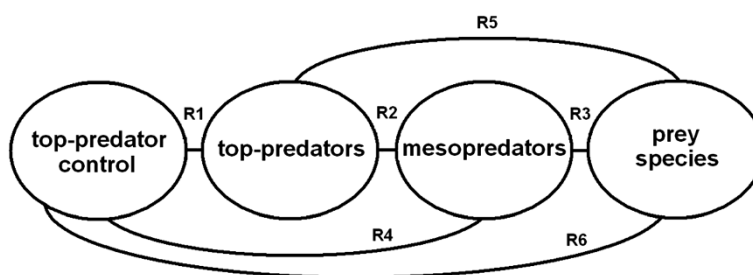 R5
R1
R2
R3
top-predator
control
top-predators
mesopredators
prey
species
R4
R6